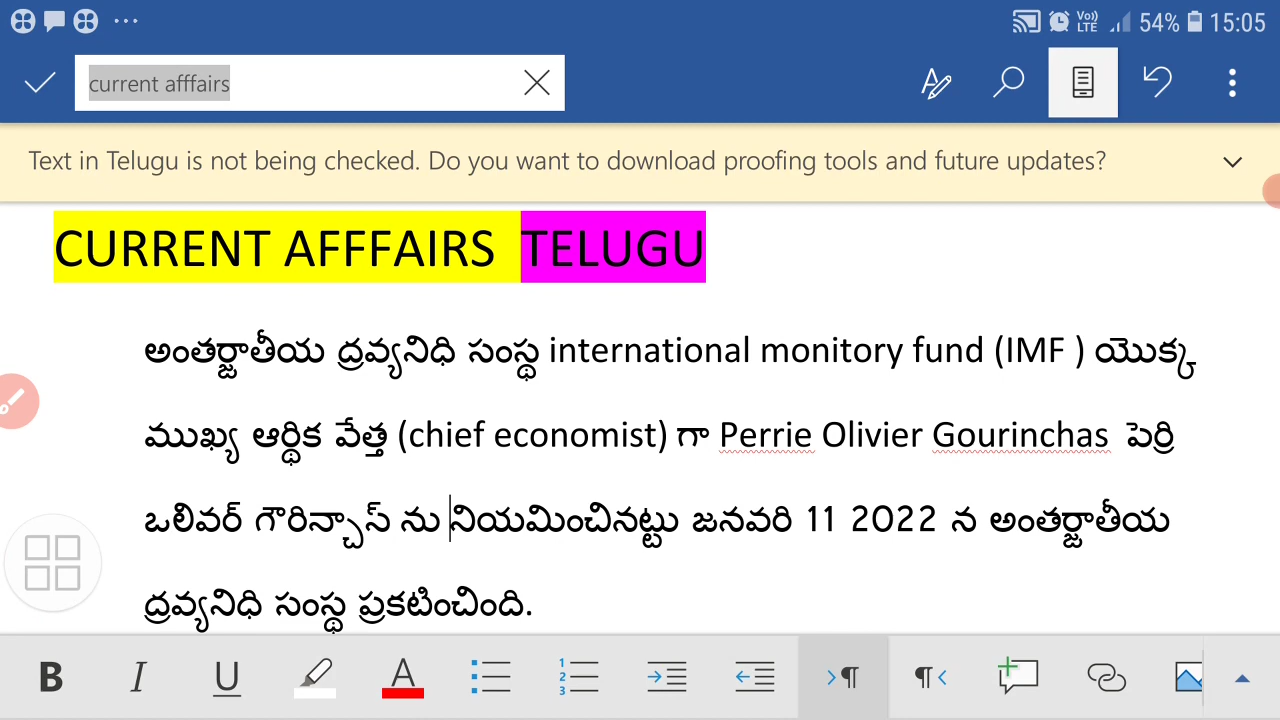 54% 15:05
current afffairs
Text in Telugu is not being checked. Do you want to download proofing tools and future updates?
CURRENT AFFFAIRS TELUGU
అంతర్జాతీయ ద్రవ్యనిధి సంస్థ international monitory fund (IMF ) యొక్క
ముఖ్య ఆర్థిక వేత్త (chief economist) గా Perrie Olivier Gourinchas పెర్రి
ఒలివర్ గౌరిన్చాస్ ను నియమించినట్టు జనవరి 11 2022 న అంతర్జాతీయ
ద్రవ్యనిధి సంస్థ ప్రకటించింది.